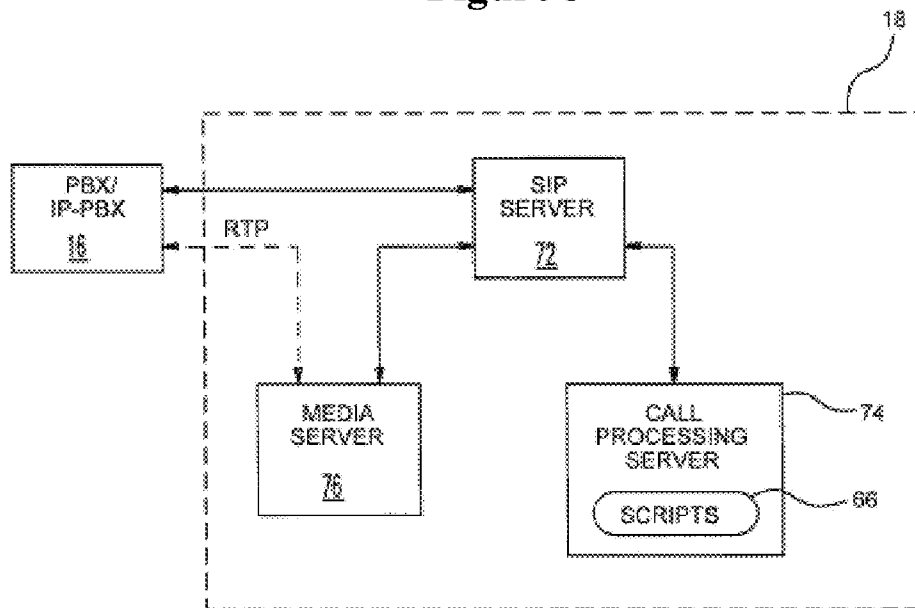 18
PBX/
IP-PBX
16
RTP
SIP
SERVER
72
MEDIA
SERVER
76
CALL
PROCESSING
SERVER
74
SCRIPTS
66